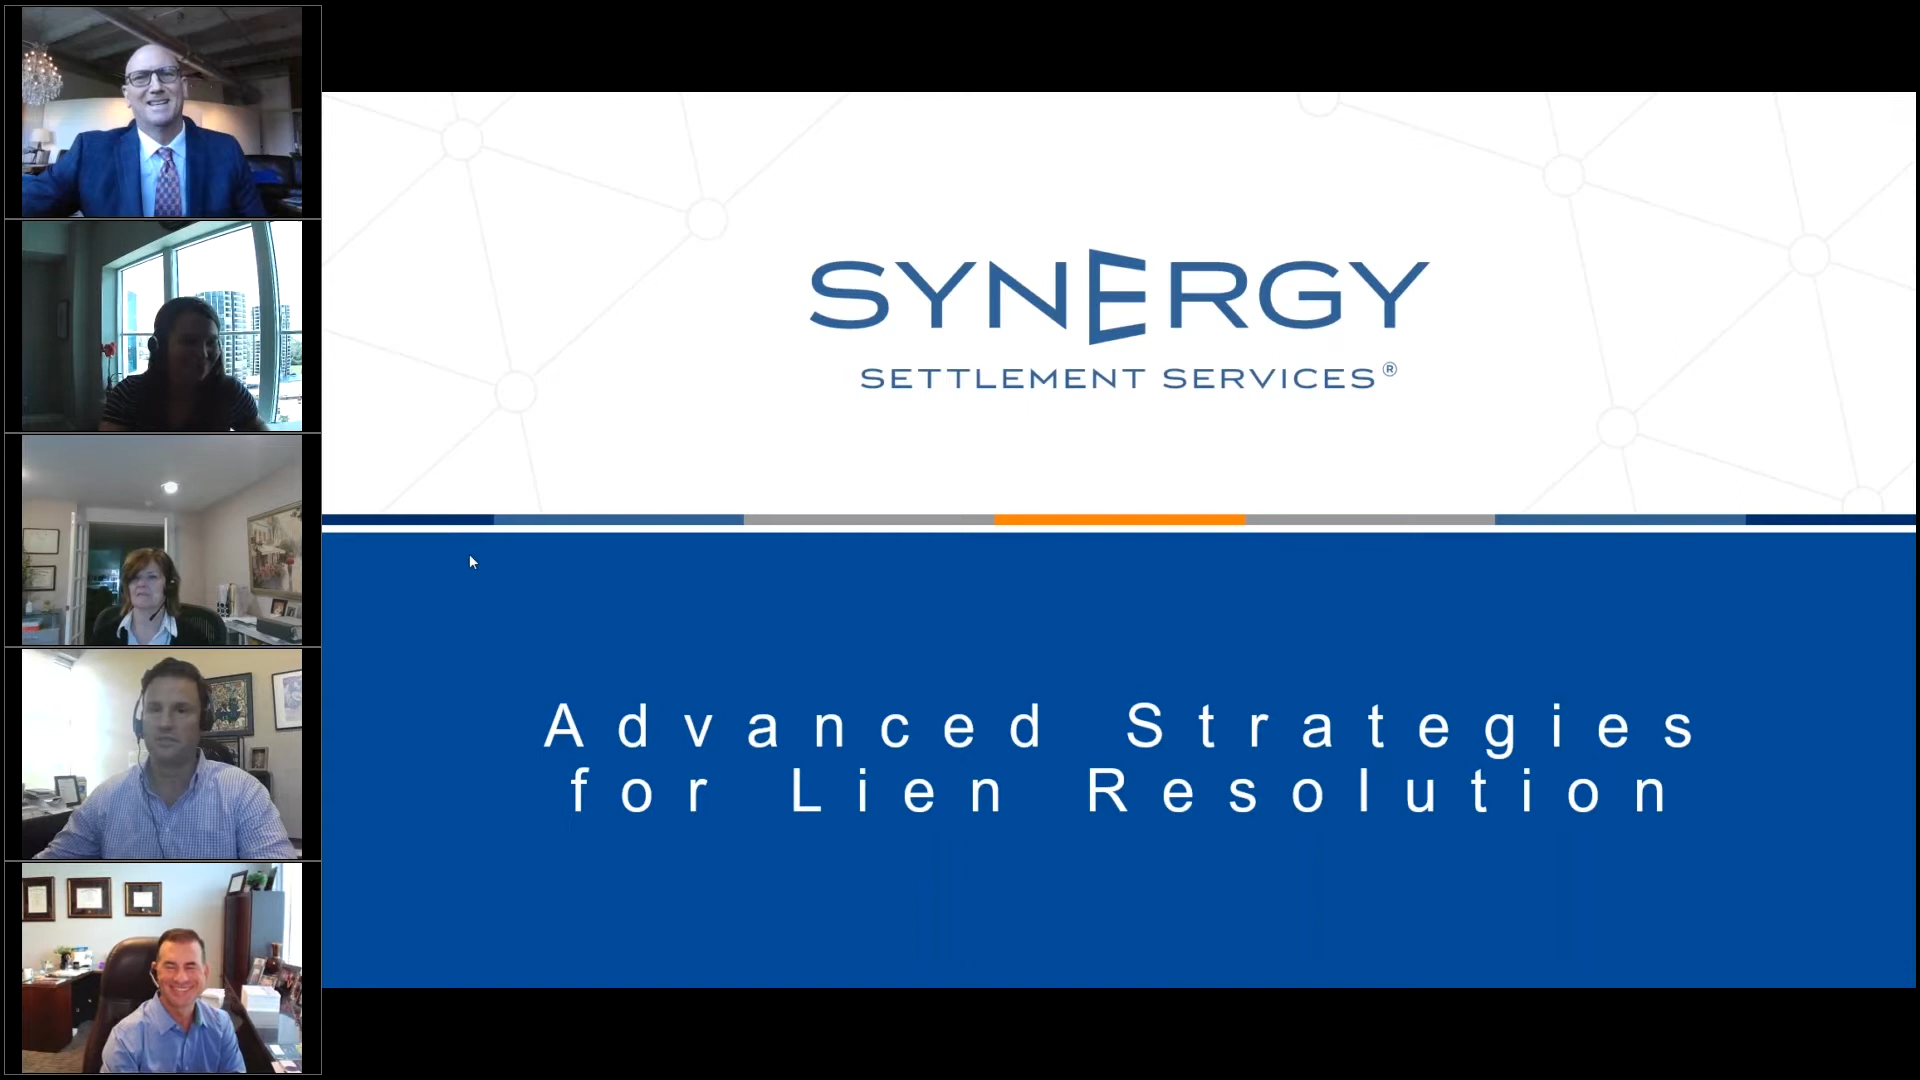 SYNERGY
SETTLEMENT SERVICES®
Advanced Strategies
for Lien Resolution